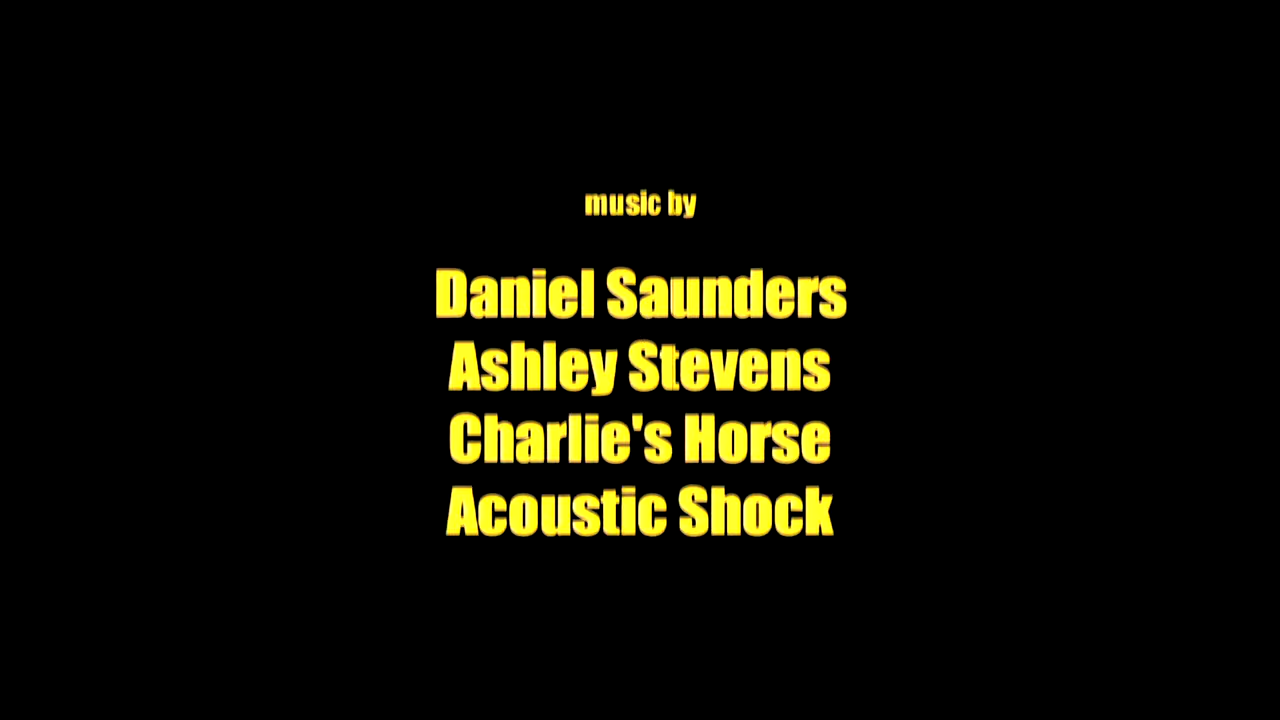 music by
Daniel Saunders
Ashley Stevens
Charlie's Horse
Acoustic Shock